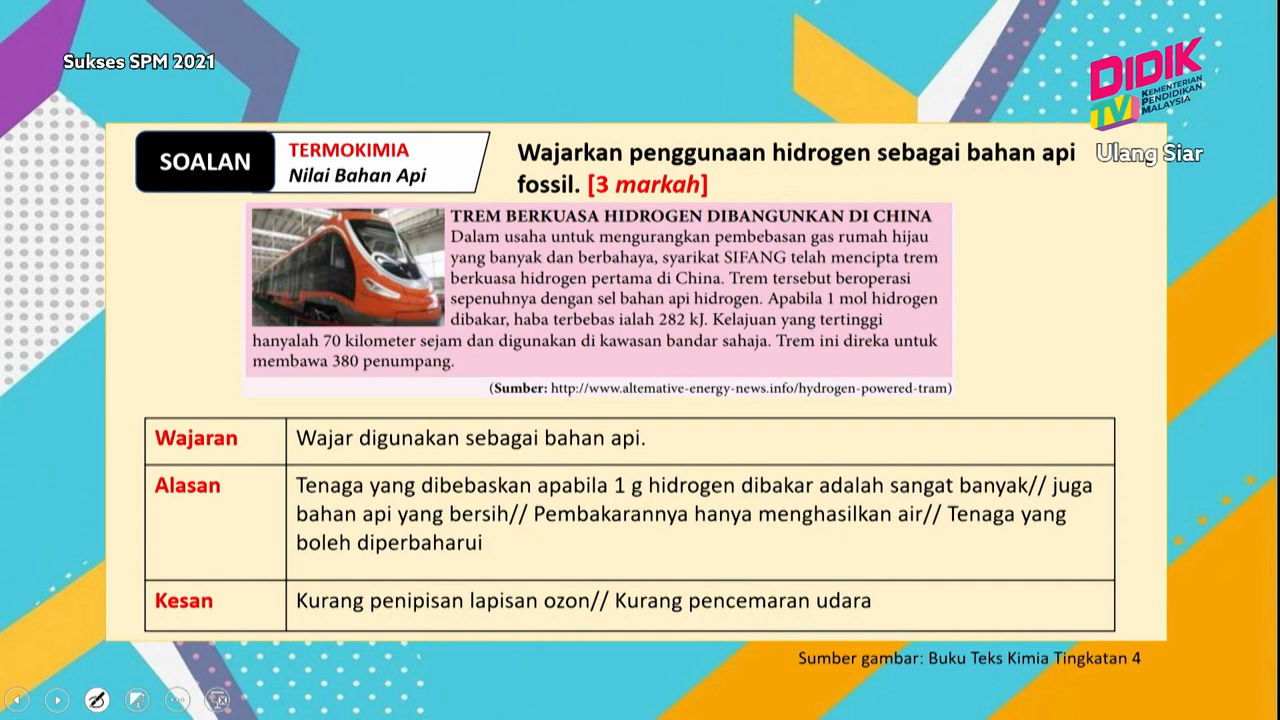 Sukses SPM 2021
DIDIK
TV
KEMENTERIAN
PENDIDIKAN
MALAYSIA
Ulang Siar
SOALAN
TERMOKIMIA
Nilai Bahan Api
Wajarkan penggunaan hidrogen sebagai bahan api
fossil. [3 markah]
TREM BERKUASA HIDROGEN DIBANGUNKAN DI CHINA
Dalam usaha untuk mengurangkan pembebasan gas rumah hijau
yang banyak dan berbahaya, syarikat SIFANG telah mencipta trem
berkuasa hidrogen pertama di China. Trem tersebut beroperasi
sepenuhnya dengan sel bahan api hidrogen. Apabila 1 mol hidrogen
dibakar, haba terbebas ialah 282 kJ. Kelajuan yang tertinggi
hanyalah 70 kilometer sejam dan digunakan di kawasan bandar sahaja. Trem ini direka untuk
membawa 380 penumpang.
(Sumber: http://www.altemative-energy-news.info/hydrogen-powered-tram)
Wajaran
Wajar digunakan sebagai bahan api.
Alasan
Tenaga yang dibebaskan apabila 1 g hidrogen dibakar adalah sangat banyak// juga
bahan api yang bersih// Pembakarannya hanya menghasilkan air// Tenaga yang
boleh diperbaharui
Kesan
Kurang penipisan lapisan ozon// Kurang pencemaran udara
Sumber gambar: Buku Teks Kimia Tingkatan 4